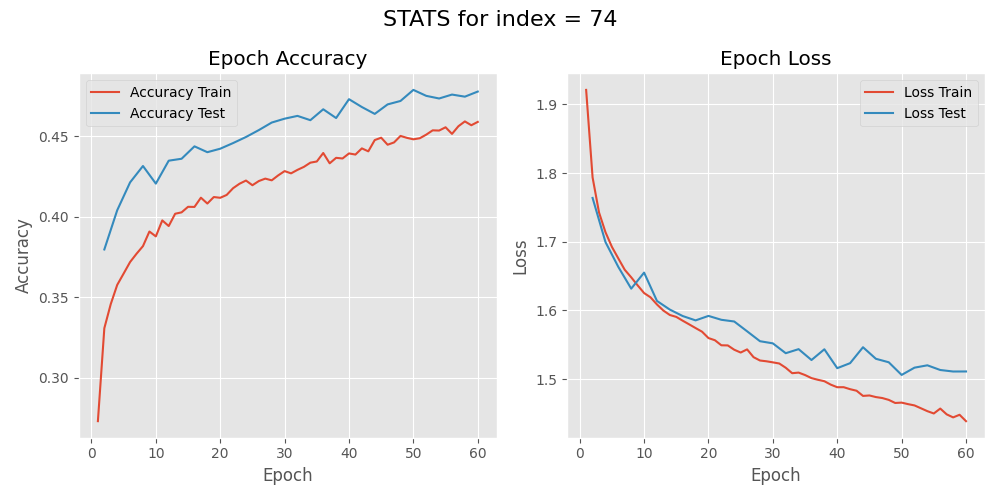 STATS for index = 74
Epoch Accuracy
Accuracy Train
Accuracy Test
0.45
0.40
0.35
0.30
Accuracy
0 10 20 30 40 50 60
Epoch
Epoch Loss
Loss Train
Loss Test
1.9
1.8
1.7
1.6
1.5
Loss
0 10 20 30 40 50 60
Epoch